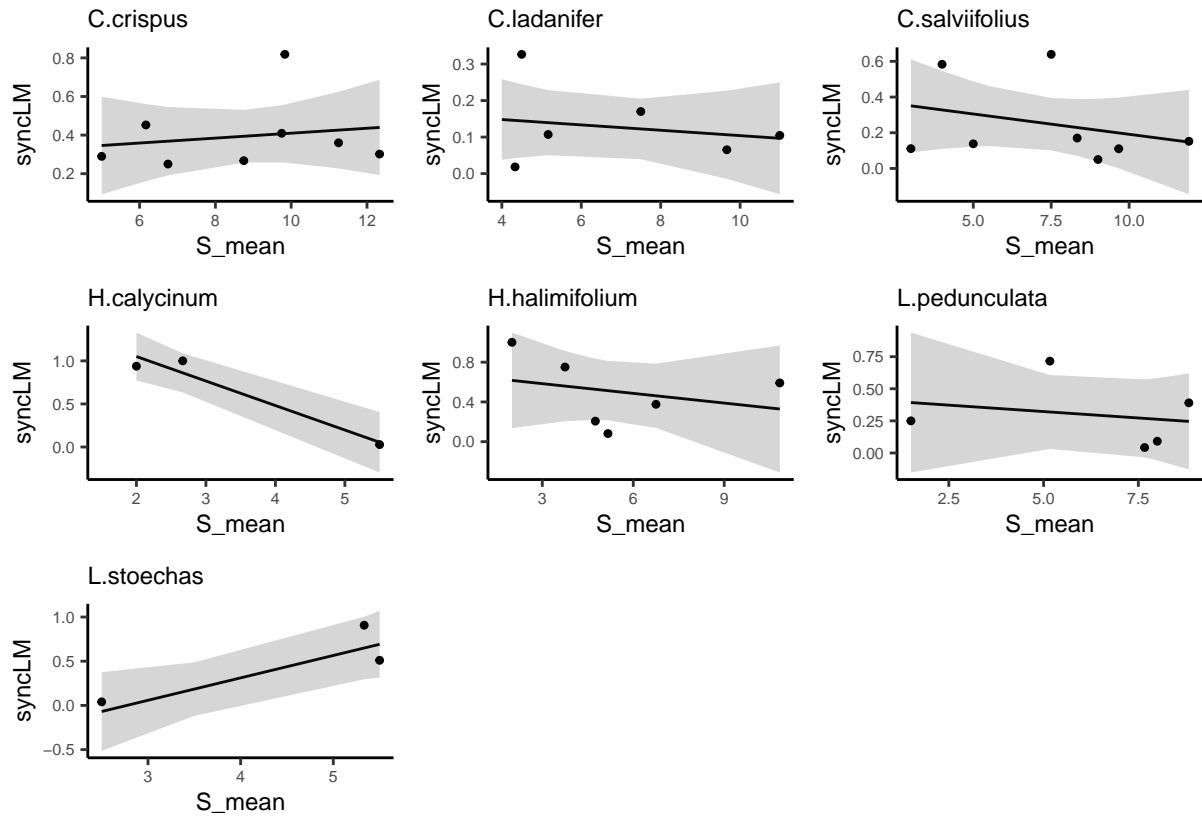 C.crispus
0.8
0.6
0.4
0.2
syncLM
6 8 10 12
S_mean
C.ladanifer
0.3
0.2
0.1
0.0
syncLM
4 6 8 10
S_mean
C.salviifolius
0.6
0.4
0.2
0.0
syncLM
5.0 7.5 10.0
S_mean
H.calycinum
1.0
0.5
0.0
syncLM
2 3 4 5
S_mean
H.halimifolium
0.8
0.4
0.0
syncLM
3 6 9
S_mean
L.pedunculata
0.75
0.50
0.25
0.00
syncLM
2.5 5.0 7.5
S_mean
L.stoechas
1.0
0.5
0.0
−0.5
syncLM
3 4 5
S_mean